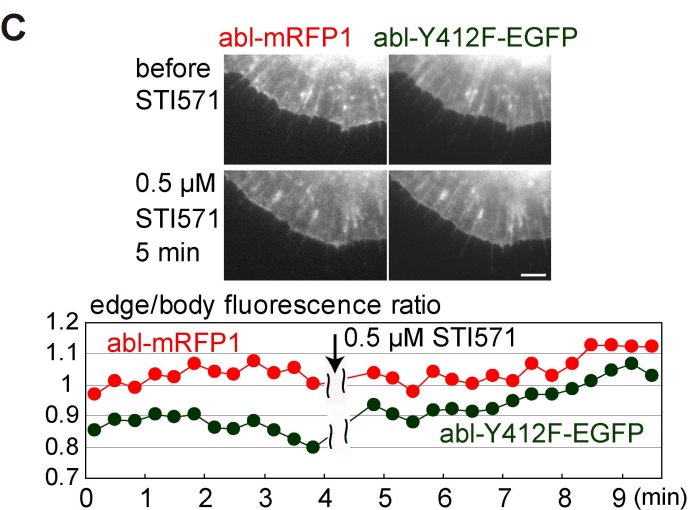 C
abl-mRFP1 abl-Y412F-EGFP
before
STI571
0.5 µM
STI571
5 min
edge/body fluorescence ratio
1.2
1.1
1
0.9
0.8
0.7
abl-mRFP1
0.5 µM STI571
abl-Y412F-EGFP
0 1 2 3 4 5 6 7 8 9 (min)